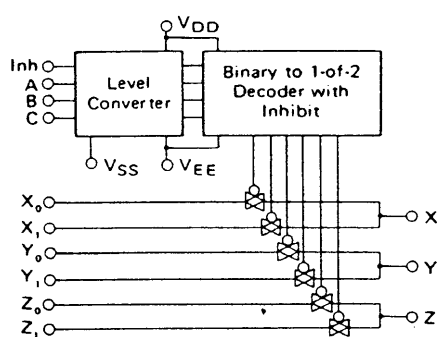 VDD
Inh
A
B
C
Level
Converter
Binary to 1-of-2
Decoder with
Inhibit
VSS
VEE
X0
X1
X
Y0
Y1
Y
Z0
Z1
Z